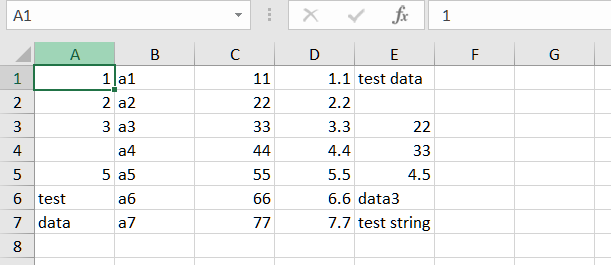 A1 1
A B C D E F G
1 1 a1 11 1.1 test data
2 2 a2 22 2.2
3 3 a3 33 3.3 22
4 a4 44 4.4 33
5 5 a5 55 5.5 4.5
6 test a6 66 6.6 data3
7 data a7 77 7.7 test string
8